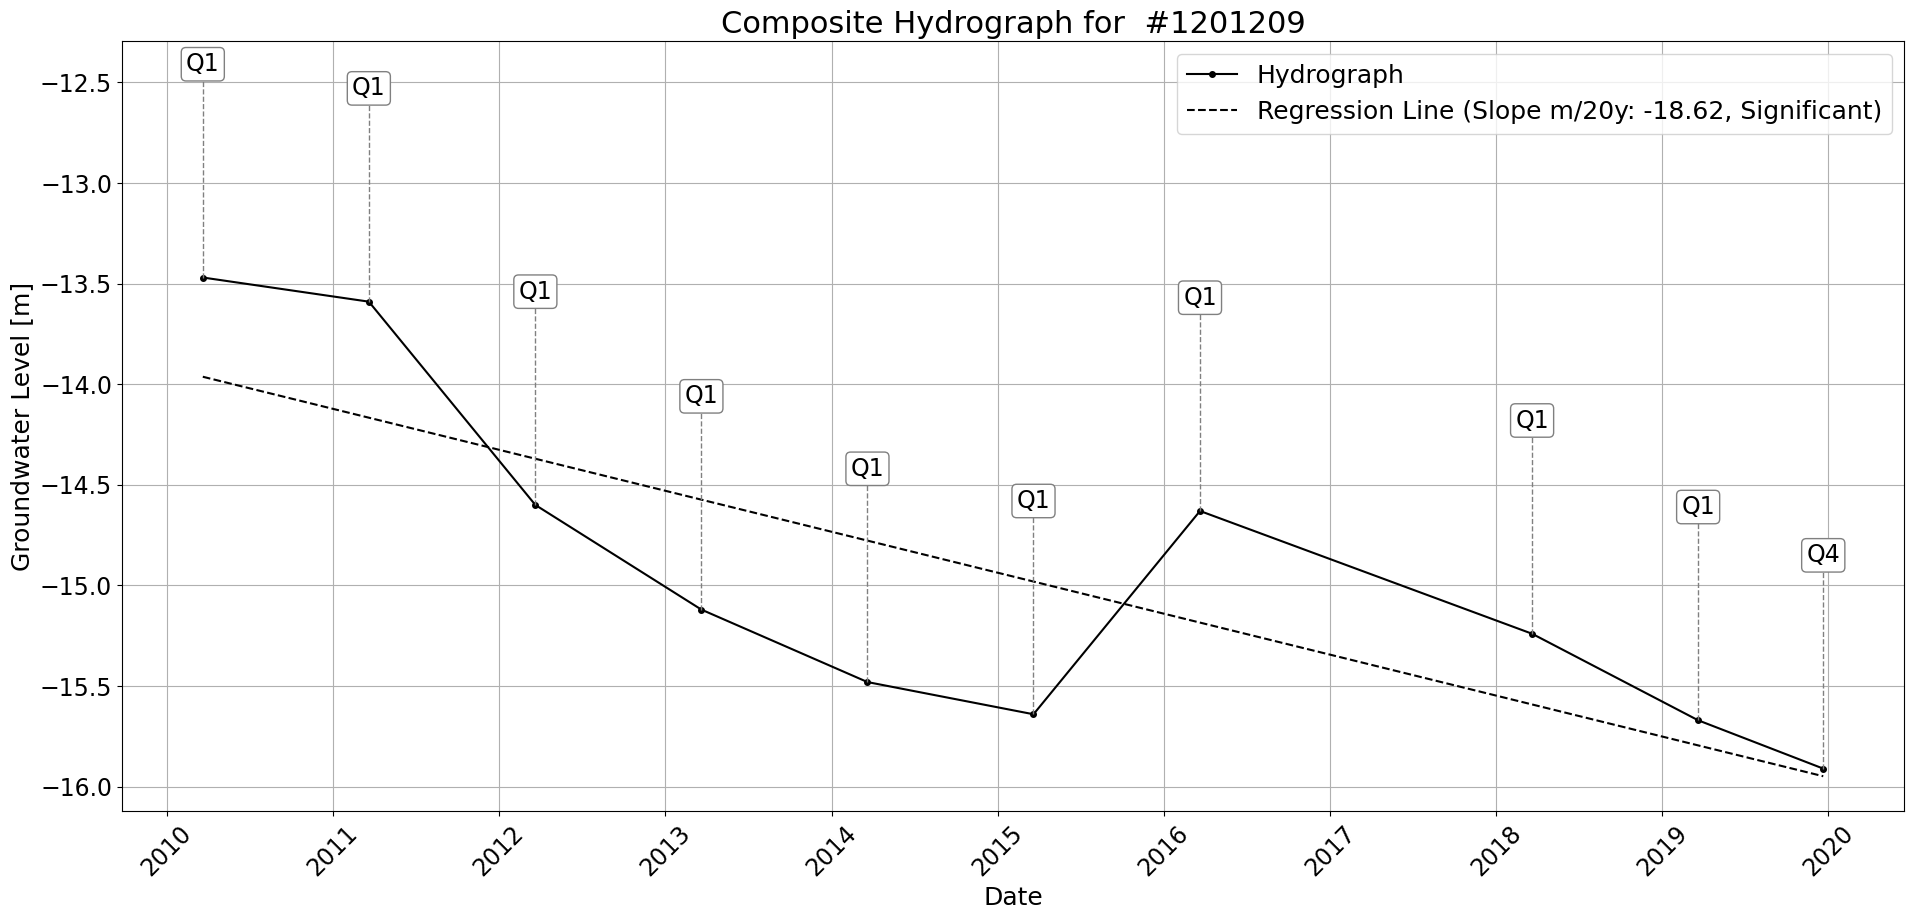 Composite Hydrograph for  #1201209
Hydrograph
Regression Line (Slope m/20y: -18.62, Significant)
Groundwater Level [m]
−12.5
−13.0
−13.5
−14.0
−14.5
−15.0
−15.5
−16.0
Q1
Q1
Q1
Q1
Q1
Q1
Q1
Q1
Q1
Q4
2010
2011
2012
2013
2014
2015
2016
2017
2018
2019
2020
Date